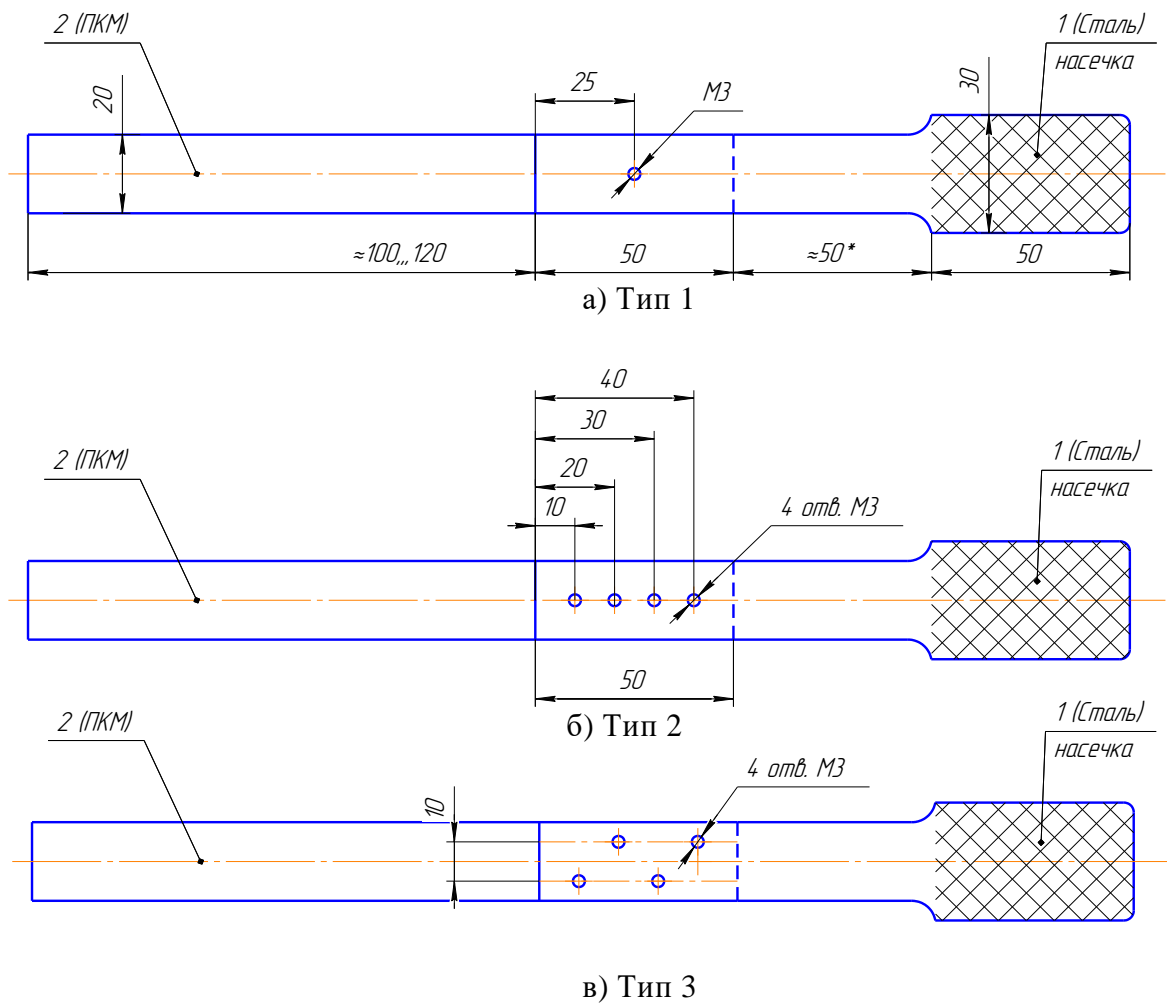 2 (ПКМ)
1 (Сталь)
насечка
20
25
М3
30
≈100,,,120
50
≈50*
50
а) Тип 1
40
30
20
10
2 (ПКМ)
1 (Сталь)
насечка
4 отв. М3
50
б) Тип 2
2 (ПКМ)
1 (Сталь)
насечка
4 отв. М3
10
в) Тип 3